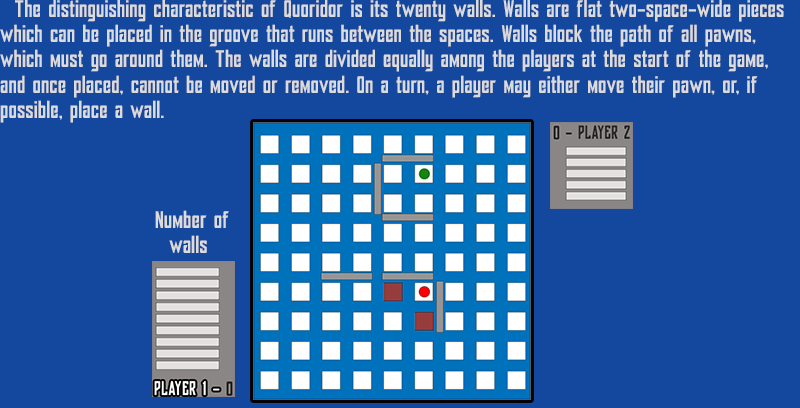 The distinguishing characteristic of Quoridor is its twenty walls. Walls are flat two-space-wide pieces
which can be placed in the groove that runs between the spaces. Walls block the path of all pawns,
which must go around them. The walls are divided equally among the players at the start of the game,
and once placed, cannot be moved or removed. On a turn, a player may either move their pawn, or, if
possible, place a wall.
0 - PLAYER 2
Number of
walls
PLAYER 1 - 0